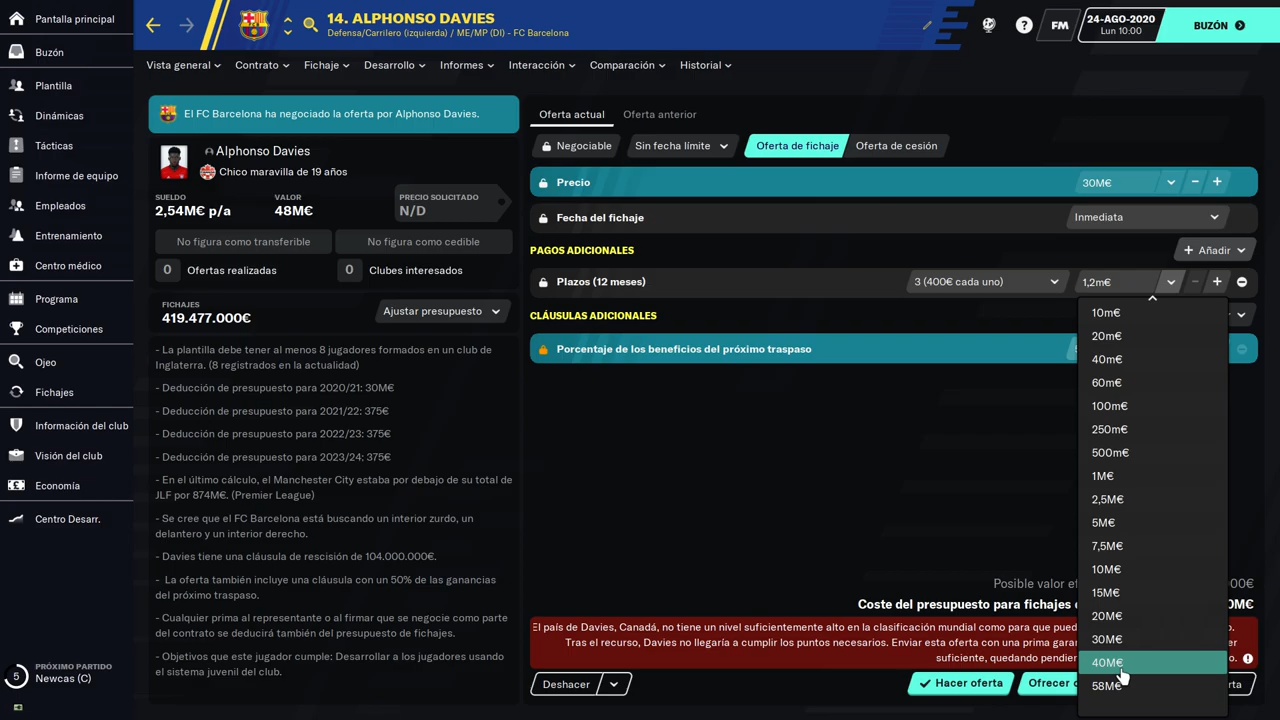 Pantalla principal
Buzón
Plantilla
Dinámicas
Tácticas
Informe de equipo
Empleados
Entrenamiento
Centro médico
Programa
Competiciones
Ojeo
Fichajes
Información del club
Visión del club
Economía
Centro Desarr.
5
PRÓXIMO PARTIDO
Newcas (C)
14. ALPHONSO DAVIES
Defensa/Carrilero (izquierda) / ME/MP (DI) - FC Barcelona
FM
24-AGO-2020
Lun 10:00
BUZÓN
Vista general
Contrato
Fichaje
Desarrollo
Informes
Interacción
Comparación
Historial
El FC Barcelona ha negociado la oferta por Alphonso Davies.
Alphonso Davies
Chico maravilla de 19 años
SUELDO
2,54M€ p/a
VALOR
48M€
PRECIO SOLICITADO
N/D
No figura como transferible
No figura como cedible
0 Ofertas realizadas
0 Clubes interesados
FICHAJES
419.477.000€
Ajustar presupuesto
- La plantilla debe tener al menos 8 jugadores formados en un club de
Inglaterra. (8 registrados en la actualidad)
- Deducción de presupuesto para 2020/21: 30M€
- Deducción de presupuesto para 2021/22: 375€
- Deducción de presupuesto para 2022/23: 375€
- Deducción de presupuesto para 2023/24: 375€
- En el último cálculo, el Manchester City estaba por debajo de su total de
JLF por 874M€. (Premier League)
- Se cree que el FC Barcelona está buscando un interior zurdo, un
delantero y un interior derecho.
- Davies tiene una cláusula de rescisión de 104.000.000€.
- La oferta también incluye una cláusula con un 50% de las ganancias
del próximo traspaso.
- Cualquier prima al representante o al firmar que se negocie como parte
del contrato se deducirá también del presupuesto de fichajes.
- Objetivos que este jugador cumple: Desarrollar a los jugadores usando
el sistema juvenil del club.
Oferta actual
Oferta anterior
Negociable
Sin fecha límite
Oferta de fichaje
Oferta de cesión
Precio
30M€
Fecha del fichaje
Inmediata
PAGOS ADICIONALES
Añadir
Plazos (12 meses)
3 (400€ cada uno)
1,2m€
CLÁUSULAS ADICIONALES
Porcentaje de los beneficios del próximo traspaso
10m€
20m€
40m€
60m€
100m€
250m€
500m€
1M€
2,5M€
5M€
7,5M€
10M€
15M€
20M€
30M€
40M€
58M€
Posible valor
Coste del presupuesto para fichajes
El país de Davies, Canadá, no tiene un nivel suficientemente alto en la clasificación mundial como para que
Tras el recurso, Davies no llegaría a cumplir los puntos necesarios. Enviar esta oferta con una prima
suficiente, quedando
Deshacer
Hacer oferta
Ofrecer